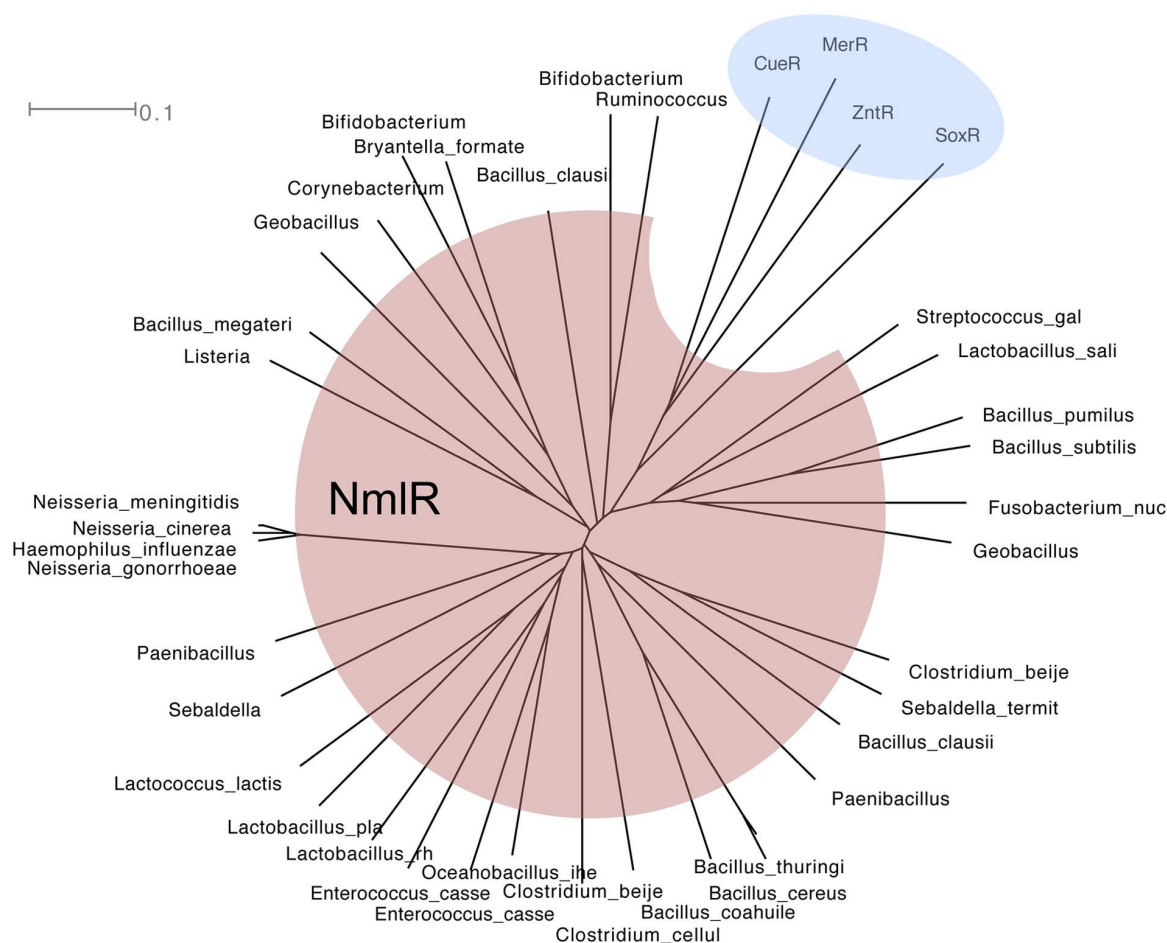 MerR
CueR
Bifidobacterium
Ruminococcus
0.1
ZntR
SoxR
Bifidobacterium
Bryantella_formate
Bacillus_clausi
Corynebacterium
Geobacillus
Streptococcus_gal
Bacillus_megateri
Lactobacillus_sali
Listeria
Bacillus_pumilus
Bacillus_subtilis
NmlR
Neisseria_meningitidis
Fusobacterium_nuc
Neisseria_cinerea
Haemophilus_influenzae
Geobacillus
Neisseria_gonorrhoeae
Paenibacillus
Clostridium_beije
Sebaldella
Sebaldella_termit
Bacillus_clausii
Lactococcus_lactis
Paenibacillus
Lactobacillus_pla
Lactobacillus_rh
Oceanobacillus_ihe
Bacillus_thuringi
Enterococcus_casse
Clostridium_beije
Bacillus_cereus
Enterococcus_casse
Bacillus_coahuile
Clostridium_cellul